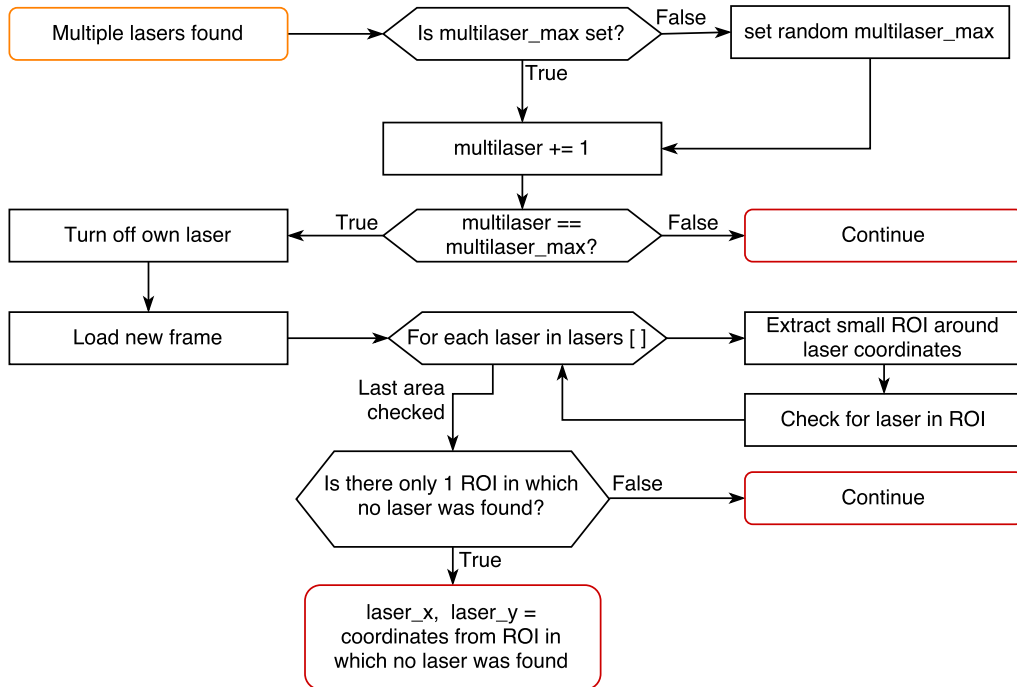 Multiple lasers found
Is multilaser_max set?
False
set random multilaser_max
True
multilaser += 1
multilaser ==
multilaser_max?
True
Turn off own laser
False
Continue
Load new frame
For each laser in lasers [ ]
Extract small ROI around
laser coordinates
Check for laser in ROI
Last area
checked
Is there only 1 ROI in which
no laser was found?
False
Continue
True
laser_x,  laser_y =
coordinates from ROI in
which no laser was found